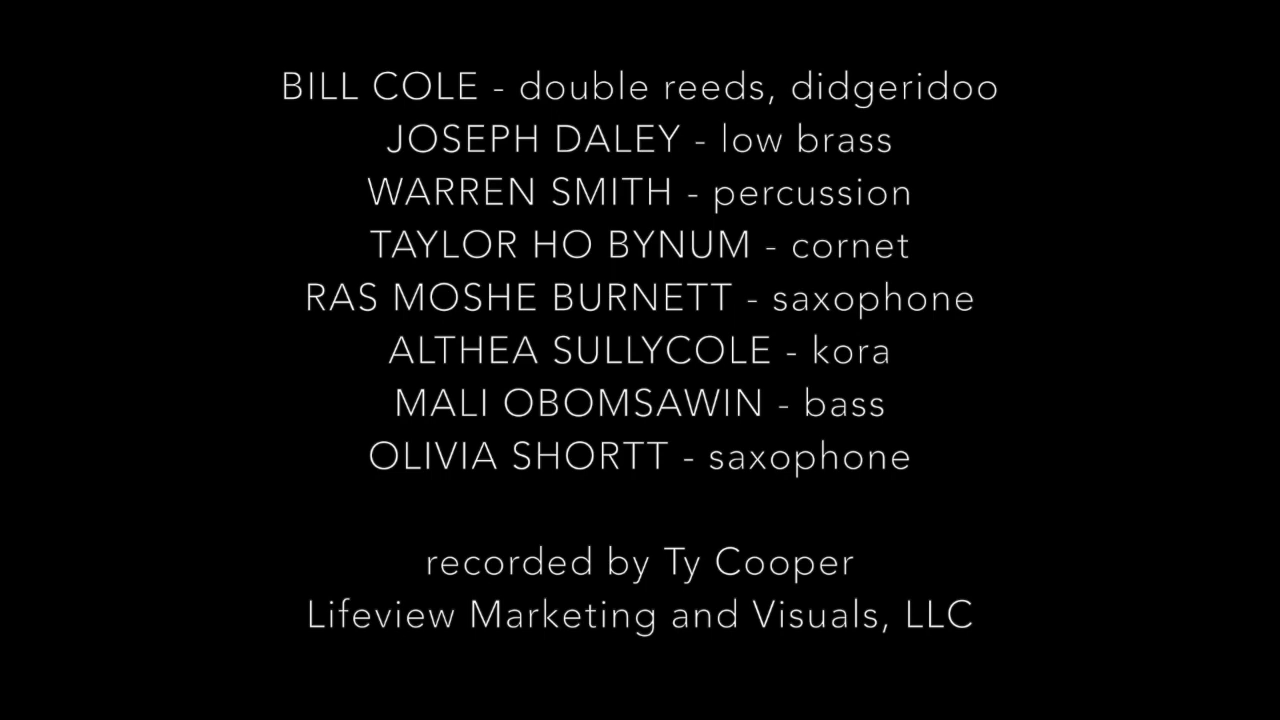 BILL COLE - double reeds, didgeridoo
JOSEPH DALEY - low brass
WARREN SMITH - percussion
TAYLOR HO BYNUM - cornet
RAS MOSHE BURNETT - saxophone
ALTHEA SULLYCOLE - kora
MALI OBOMSAWIN - bass
OLIVIA SHORTT - saxophone
recorded by Ty Cooper
Lifeview Marketing and Visuals, LLC